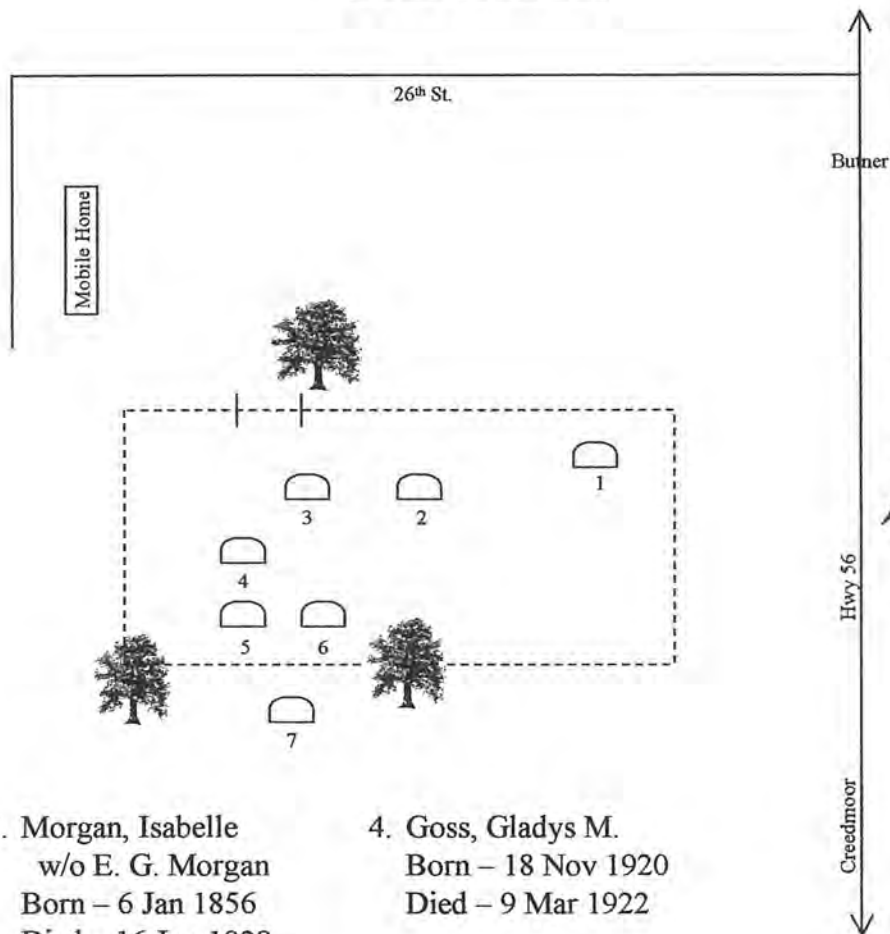 26th St.
Butner
Mobile Home
1
3
2
4
Hwy 56
5
6
7
Creedmoor
. Morgan, Isabelle
w/o E. G. Morgan
Born – 6 Jan 1856
4. Goss, Gladys M.
Born – 18 Nov 1920
Died – 9 Mar 1922